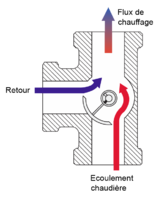 Flux de
chauffage
Retour
Ecoulement
chaudière